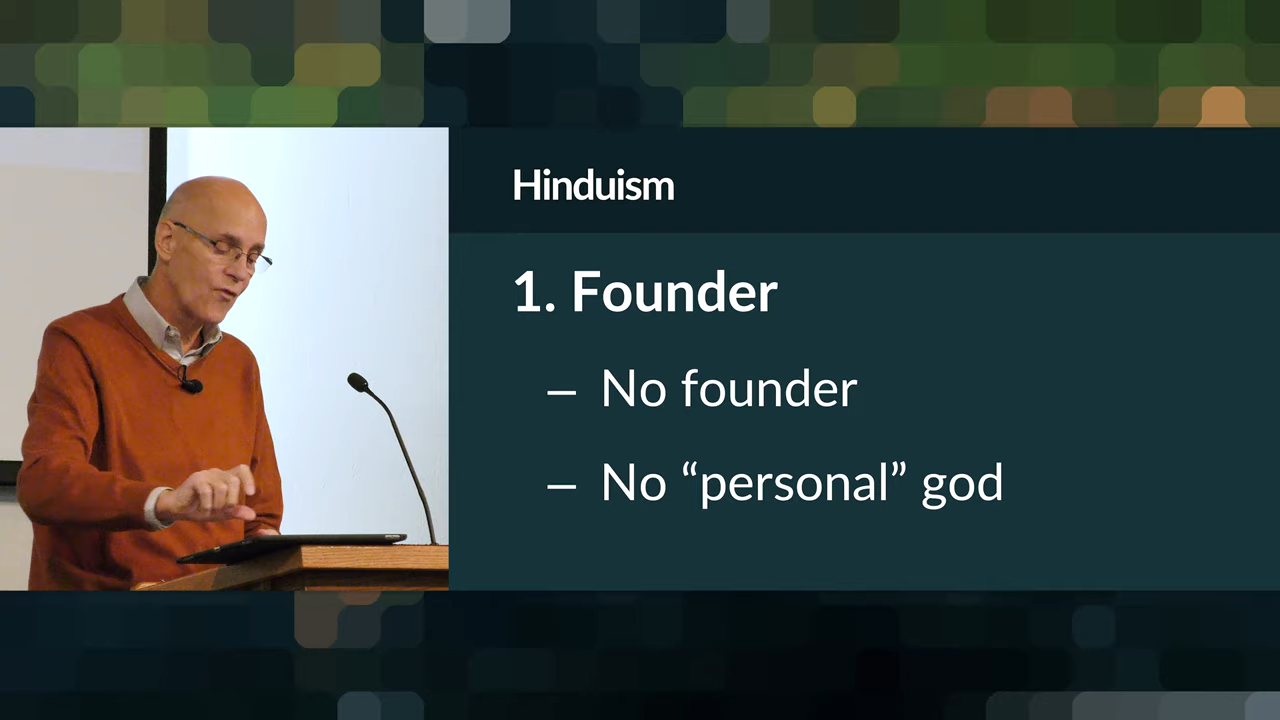 Hinduism
1. Founder
– No founder
– No “personal” god